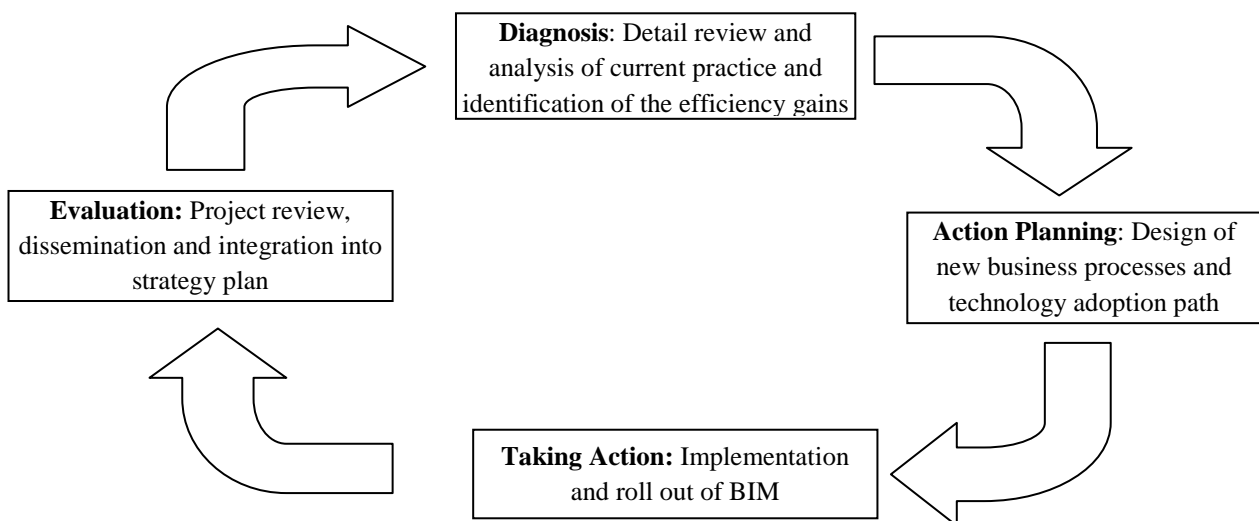 Diagnosis: Detail review and
analysis of current practice and
identification of the efficiency gains
Action Planning: Design of
new business processes and
technology adoption path
Taking Action: Implementation
and roll out of BIM
Evaluation: Project review,
dissemination and integration into
strategy plan